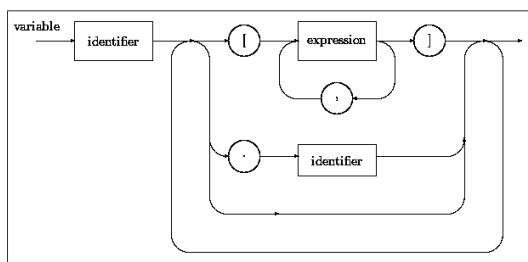 variable
identifier [ expression ]
,
. identifier